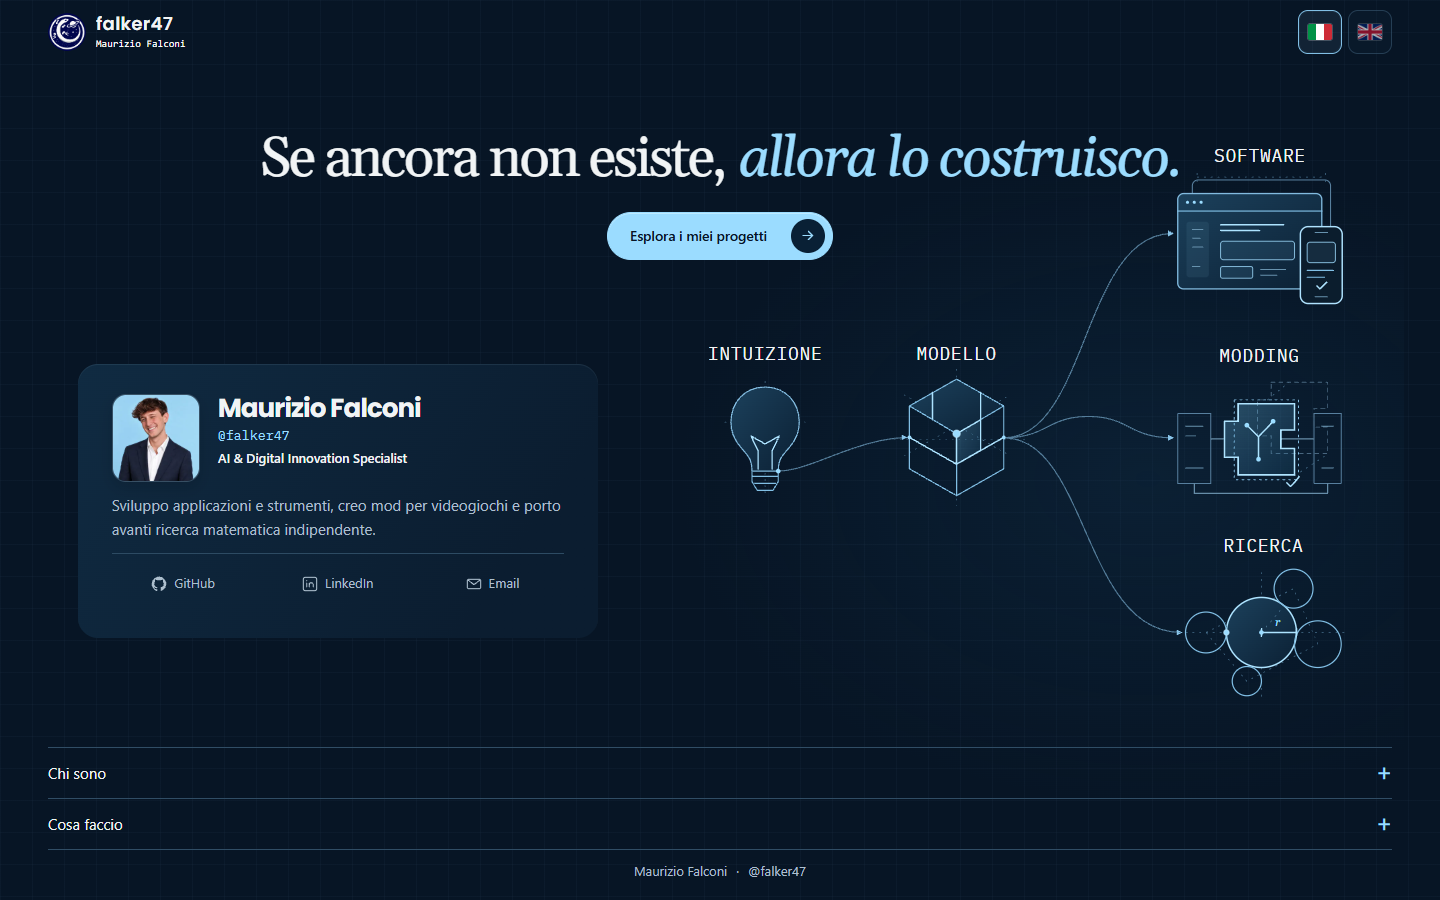 falker47
Maurizio Falconi
Se ancora non esiste, allora lo costruisco.
Esplora i miei progetti
SOFTWARE
INTUIZIONE
MODELLO
MODDING
RICERCA
r
Maurizio Falconi
@falker47
AI & Digital Innovation Specialist
Sviluppo applicazioni e strumenti, creo mod per videogiochi e porto
avanti ricerca matematica indipendente.
GitHub
LinkedIn
Email
Chi sono
Cosa faccio
Maurizio Falconi · @falker47